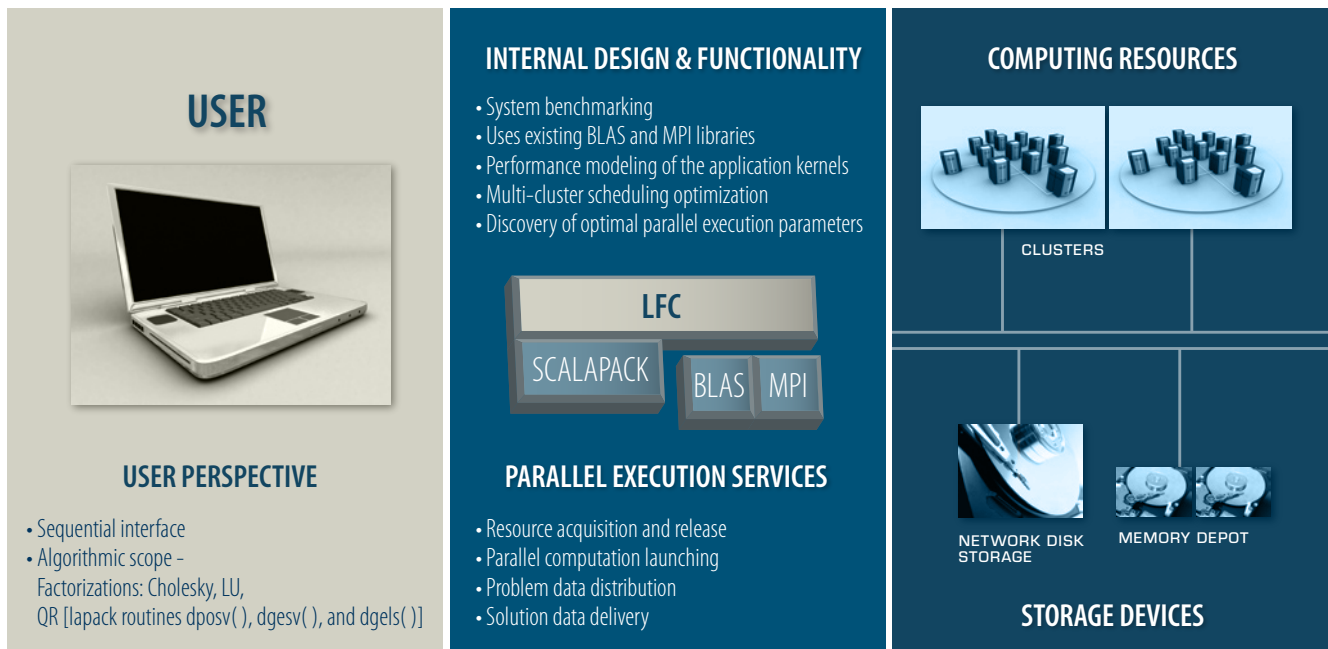 USER
USER PERSPECTIVE
• Sequential interface
• Algorithmic scope -
Factorizations: Cholesky, LU,
QR [lapack routines dposv( ), dgesv( ), and dgels( )]
INTERNAL DESIGN & FUNCTIONALITY
• System benchmarking
• Uses existing BLAS and MPI libraries
• Performance modeling of the application kernels
• Multi-cluster scheduling optimization
• Discovery of optimal parallel execution parameters
LFC
SCALAPACK
BLAS
MPI
PARALLEL EXECUTION SERVICES
• Resource acquisition and release
• Parallel computation launching
• Problem data distribution
• Solution data delivery
COMPUTING RESOURCES
CLUSTERS
NETWORK DISK
STORAGE
MEMORY DEPOT
STORAGE DEVICES